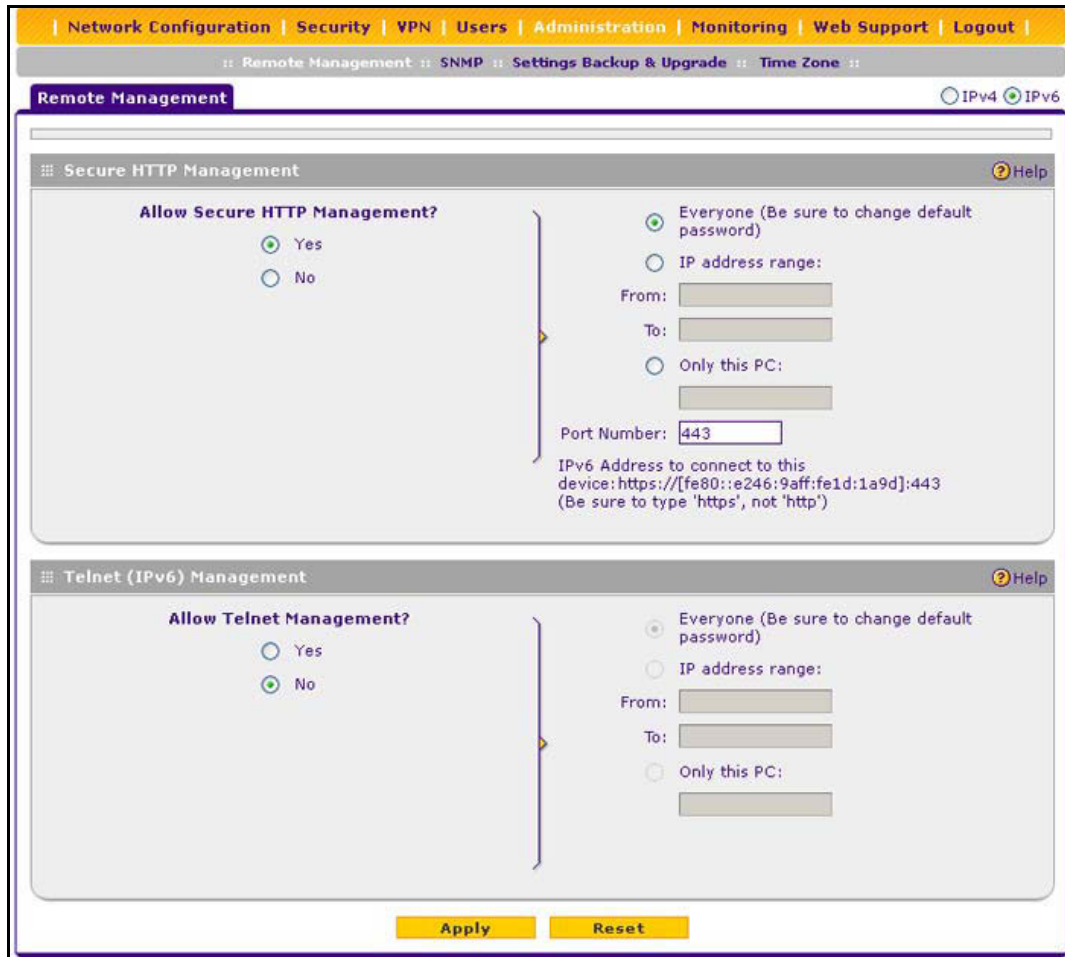 | Network Configuration | Security | VPN | Users | Administration | Monitoring | Web Support | Logout |
:: Remote Management :: SNMP :: Settings Backup & Upgrade :: Time Zone ::
Remote Management
IPv4 IPv6
Secure HTTP Management
Help
Allow Secure HTTP Management?
Yes
No
Everyone (Be sure to change default
password)
IP address range:
From:
To:
Only this PC:
Port Number: 443
IPv6 Address to connect to this
device:https://[fe80::e246:9aff:fe1d:1a9d]:443
(Be sure to type 'https', not 'http')
Telnet (IPv6) Management
Help
Allow Telnet Management?
Yes
No
Everyone (Be sure to change default
password)
IP address range:
From:
To:
Only this PC:
Apply
Reset